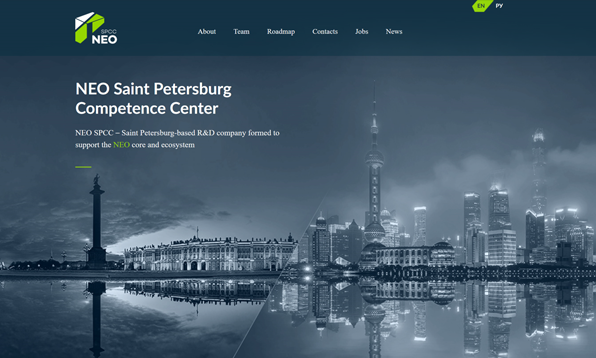 EN РУ
SPCC
NEO
About Team Roadmap Contacts Jobs News
NEO Saint Petersburg
Competence Center
NEO SPCC – Saint Petersburg-based R&D company formed to
support the NEO core and ecosystem